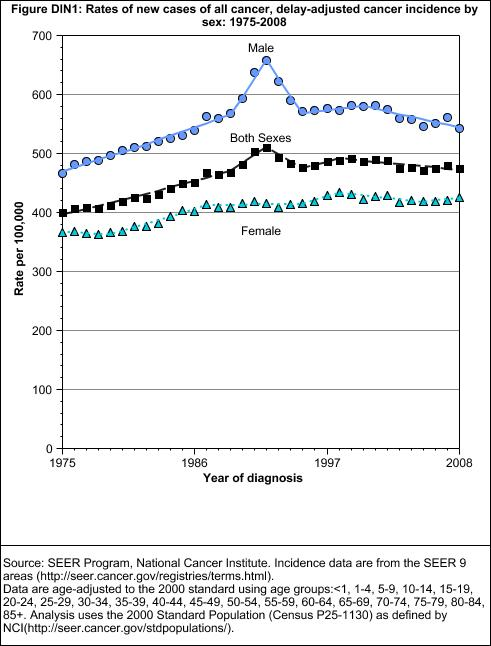 Figure DIN1: Rates of new cases of all cancer, delay-adjusted cancer incidence by
sex: 1975-2008
700
Male
600
Both Sexes
500
400
Female
300
200
100
0
Rate per 100,000
1975 1986 1997 2008
Year of diagnosis
Source: SEER Program, National Cancer Institute. Incidence data are from the SEER 9
areas (http://seer.cancer.gov/registries/terms.html).
Data are age-adjusted to the 2000 standard using age groups:<1, 1-4, 5-9, 10-14, 15-19,
20-24, 25-29, 30-34, 35-39, 40-44, 45-49, 50-54, 55-59, 60-64, 65-69, 70-74, 75-79, 80-84,
85+. Analysis uses the 2000 Standard Population (Census P25-1130) as defined by
NCI(http://seer.cancer.gov/stdpopulations/).